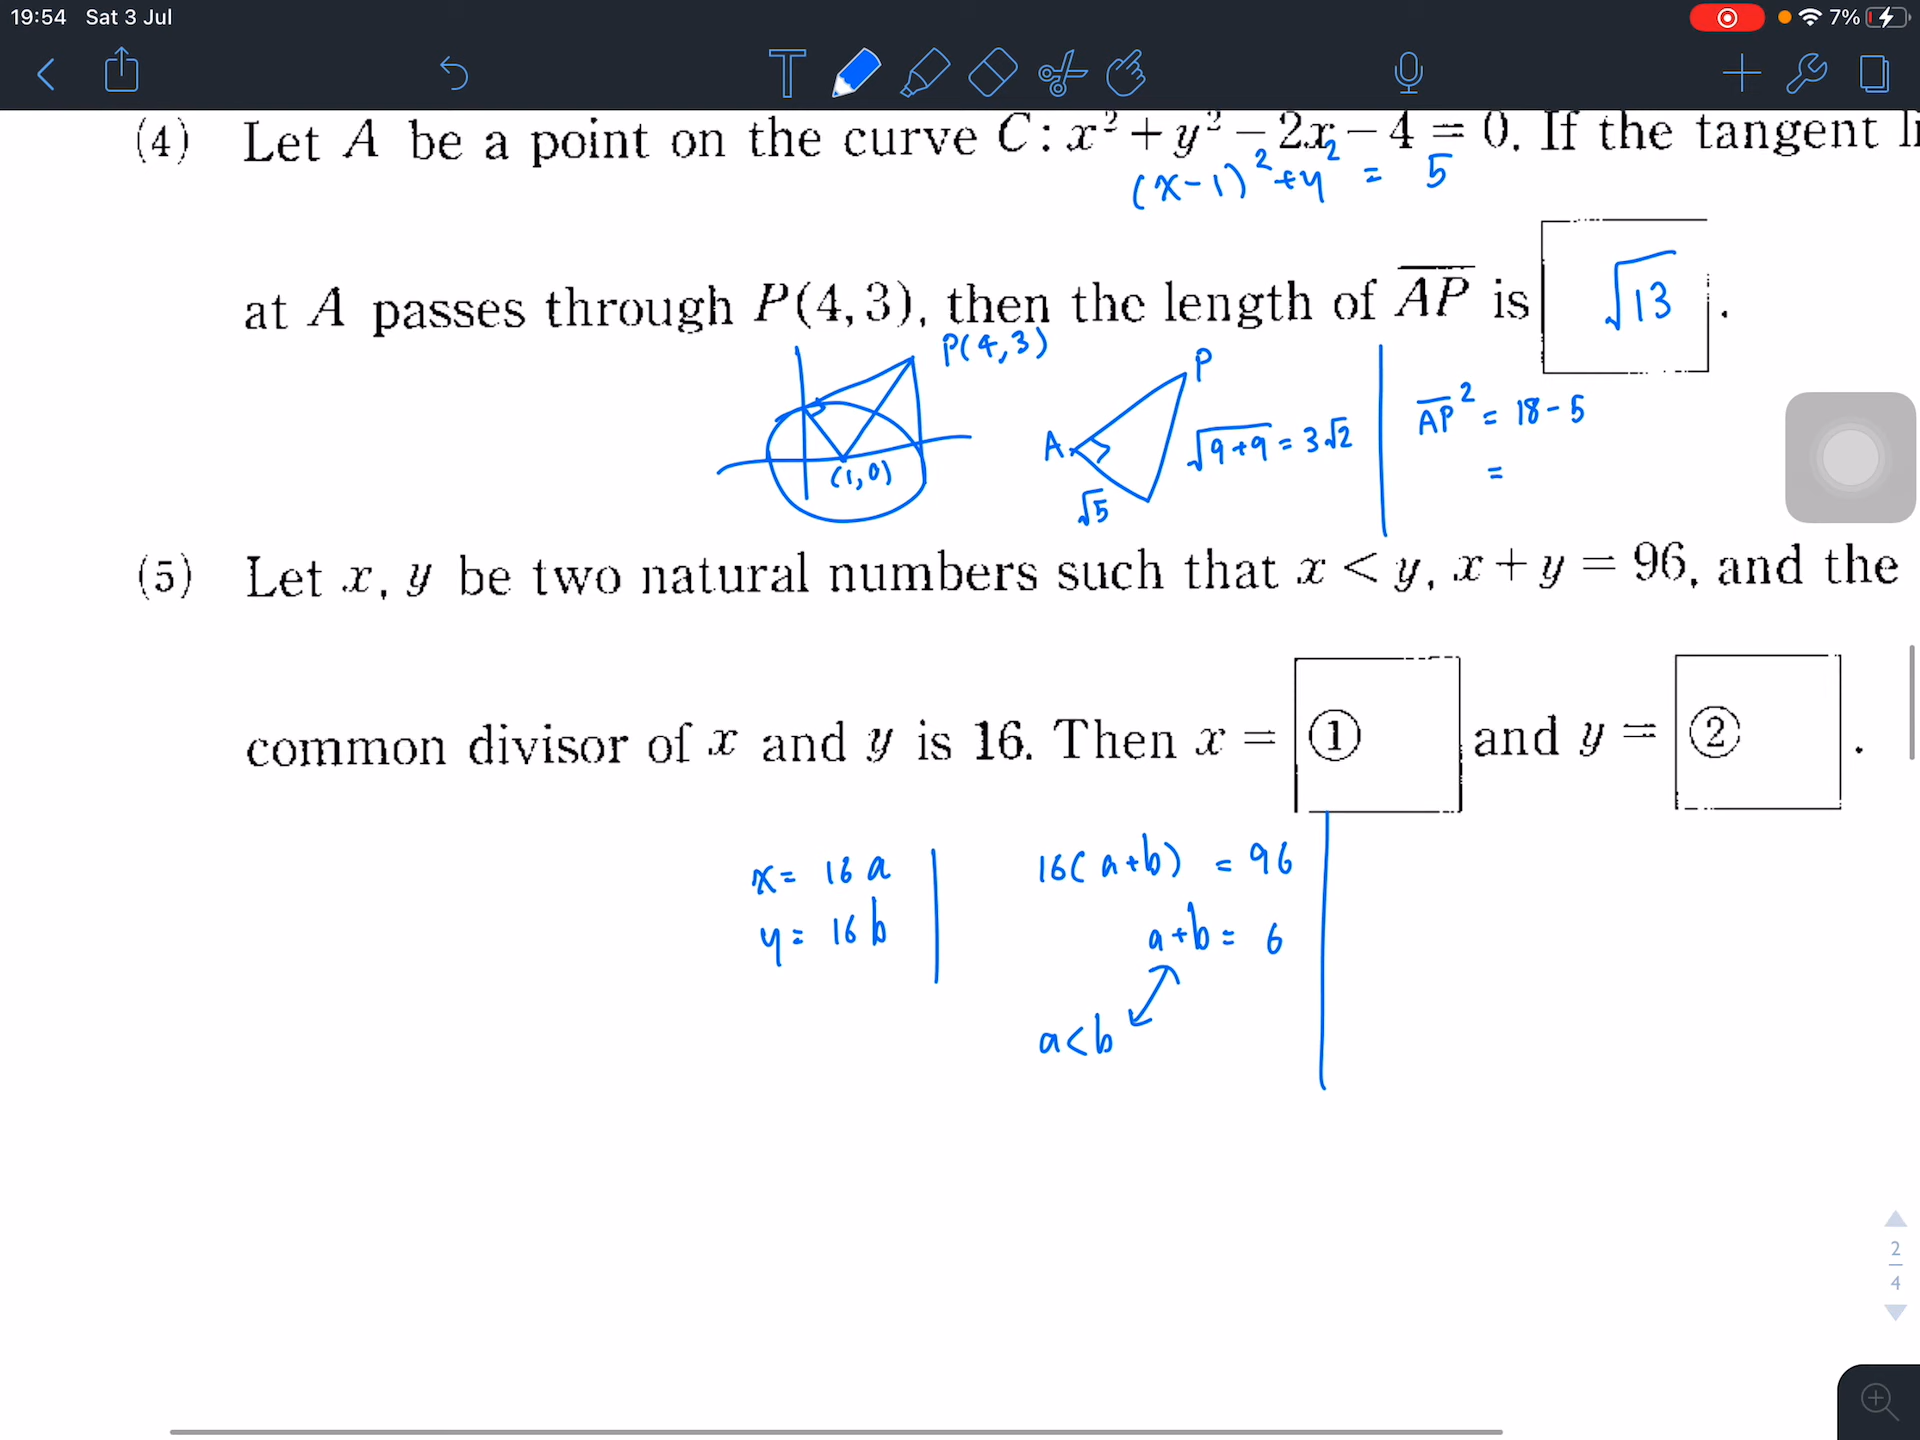 19:54 Sat 3 Jul 7%
(4) Let A be a point on the curve C : x² + y² − 2x − 4 = 0. If the tangent
(x-1)² + y² = 5
at A passes through P(4, 3), then the length of AP is √13 .
P(4,3)
(1,0)
P
A
√5
√9+9 = 3√2
AP² = 18-5
=
(5) Let x, y be two natural numbers such that x < y, x + y = 96, and the
common divisor of x and y is 16. Then x = ① and y = ② .
x = 16a
y = 16b
16(a+b) = 96
a+b = 6
a<b
2
4